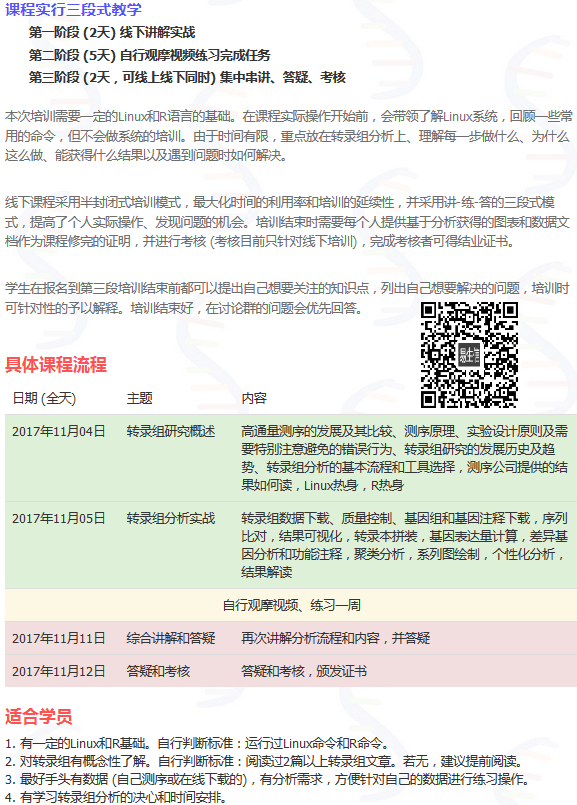 课程实行三段式教学
第一阶段 (2天) 线下讲解实战
第二阶段 (5天) 自行观摩视频练习完成任务
第三阶段 (2天，可线上线下同时) 集中串讲、答疑、考核
本次培训需要一定的Linux和R语言的基础。在课程实际操作开始前，会带领了解Linux系统，回顾一些常
用的命令，但不会做系统的培训。由于时间有限，重点放在转录组分析上、理解每一步做什么、为什么
这么做、能获得什么结果以及遇到问题时如何解决。
线下课程采用半封闭式培训模式，最大化时间的利用率和培训的延续性，并采用讲-练-答的三段式模
式，提高了个人实际操作、发现问题的机会。培训结束时需要每个人提供基于分析获得的图表和数据文
档作为课程修完的证明，并进行考核 (考核目前只针对线下培训)，完成考核者可得结业证书。
学生在报名到第三段培训结束前都可以提出自己想要关注的知识点，列出自己想要解决的问题，培训时
可针对性的予以解释。培训结束好，在讨论群的问题会优先回答。
易生信
具体课程流程
日期 (全天) 主题 内容
2017年11月04日 转录组研究概述 高通量测序的发展及其比较、测序原理、实验设计原则及需
要特别注意避免的错误行为、转录组研究的发展历史及趋
势、转录组分析的基本流程和工具选择，测序公司提供的结
果如何读，Linux热身，R热身
2017年11月05日 转录组分析实战 转录组数据下载、质量控制、基因组和基因注释下载，序列
比对，结果可视化，转录本拼装，基因表达量计算，差异基
因分析和功能注释，聚类分析，系列图绘制，个性化分析，
结果解读
自行观摩视频、练习一周
2017年11月11日 综合讲解和答疑 再次讲解分析流程和内容，并答疑
2017年11月12日 答疑和考核 答疑和考核，颁发证书
适合学员
1. 有一定的Linux和R基础。自行判断标准：运行过Linux命令和R命令。
2. 对转录组有概念性了解。自行判断标准：阅读过2篇以上转录组文章。若无，建议提前阅读。
3. 最好手头有数据 (自己测序或在线下载的)，有分析需求，方便针对自己的数据进行练习操作。
4. 有学习转录组分析的决心和时间安排。